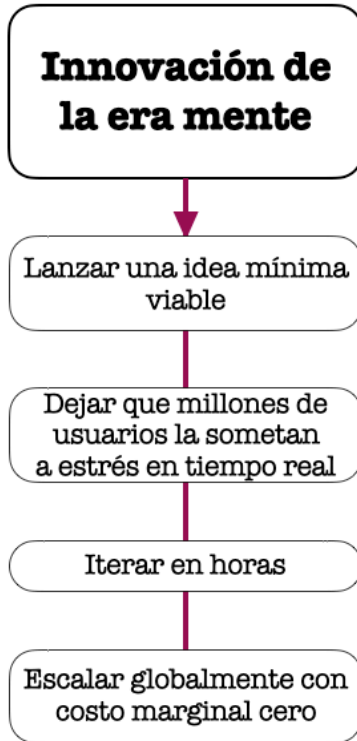 Innovación de
la era mente
Lanzar una idea mínima
viable
Dejar que millones de
usuarios la sometan
a estrés en tiempo real
Iterar en horas
Escalar globalmente con
costo marginal cero